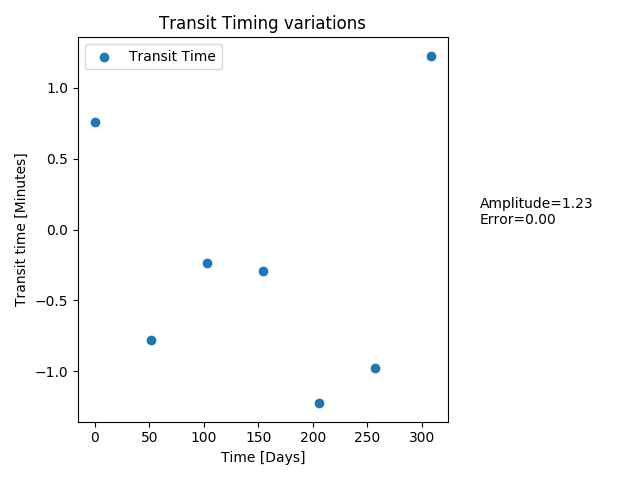 Transit Timing variations
Transit Time
1.0
0.5
0.0
−0.5
−1.0
Transit time [Minutes]
Amplitude=1.23
Error=0.00
0 50 100 150 200 250 300
Time [Days]